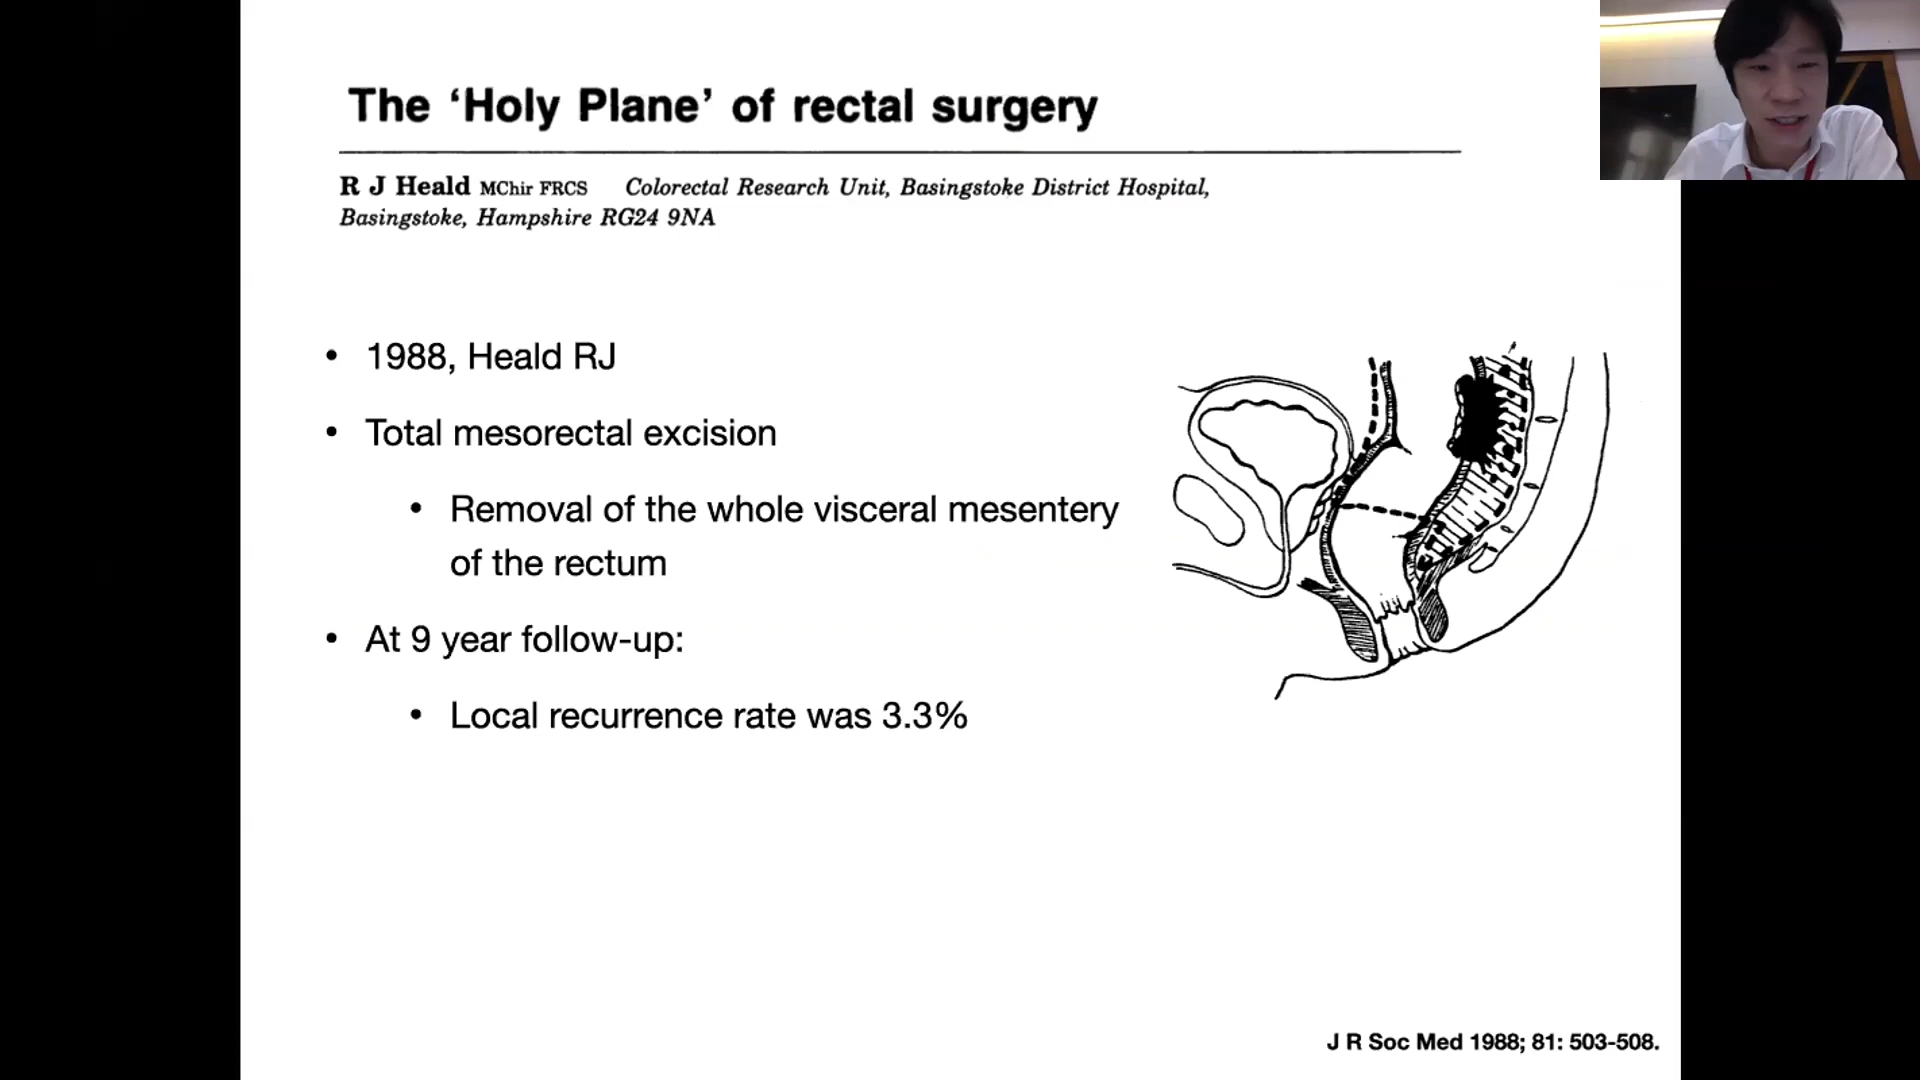 The ‘Holy Plane’ of rectal surgery
R J Heald MChir FRCS Colorectal Research Unit, Basingstoke District Hospital,
Basingstoke, Hampshire RG24 9NA
• 1988, Heald RJ
• Total mesorectal excision
• Removal of the whole visceral mesentery
of the rectum
• At 9 year follow-up:
• Local recurrence rate was 3.3%
J R Soc Med 1988; 81: 503-508.